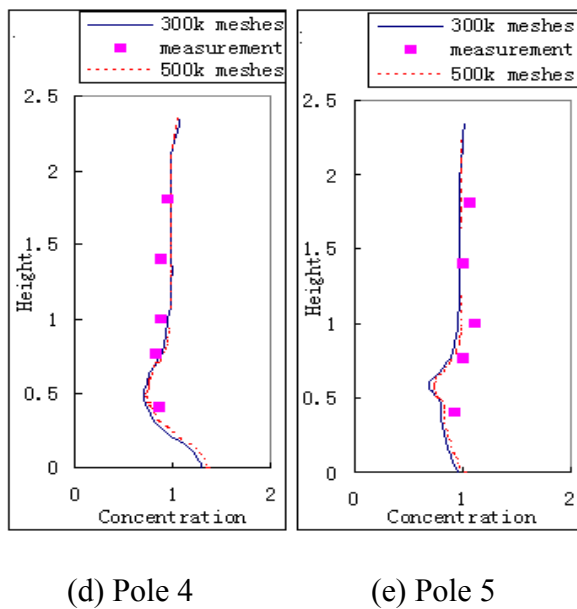 300k meshes
measurement
500k meshes
2.5
2
1.5
1
0.5
0
Height
0 1 2
Concentration
(d) Pole 4
300k meshes
measurement
500k meshes
2.5
2
1.5
1
0.5
0
Height
0 1 2
Concentration
(e) Pole 5